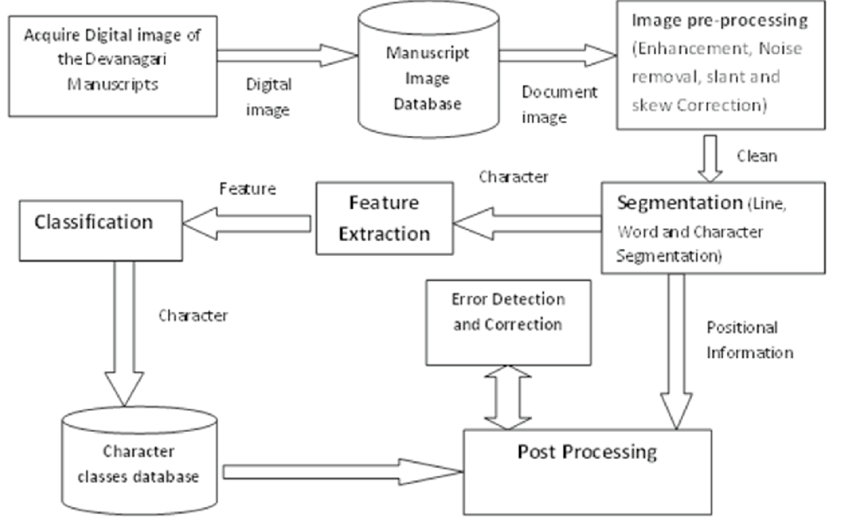 Acquire Digital image of
the Devanagari
Manuscripts
Digital
image
Manuscript
Image
Database
Document
image
Image pre-processing
(Enhancement, Noise
removal, slant and
skew Correction)
Clean
Segmentation (Line,
Word and Character
Segmentation)
Character
Feature
Extraction
Feature
Classification
Character
Character
classes database
Positional
Information
Error Detection
and Correction
Post Processing